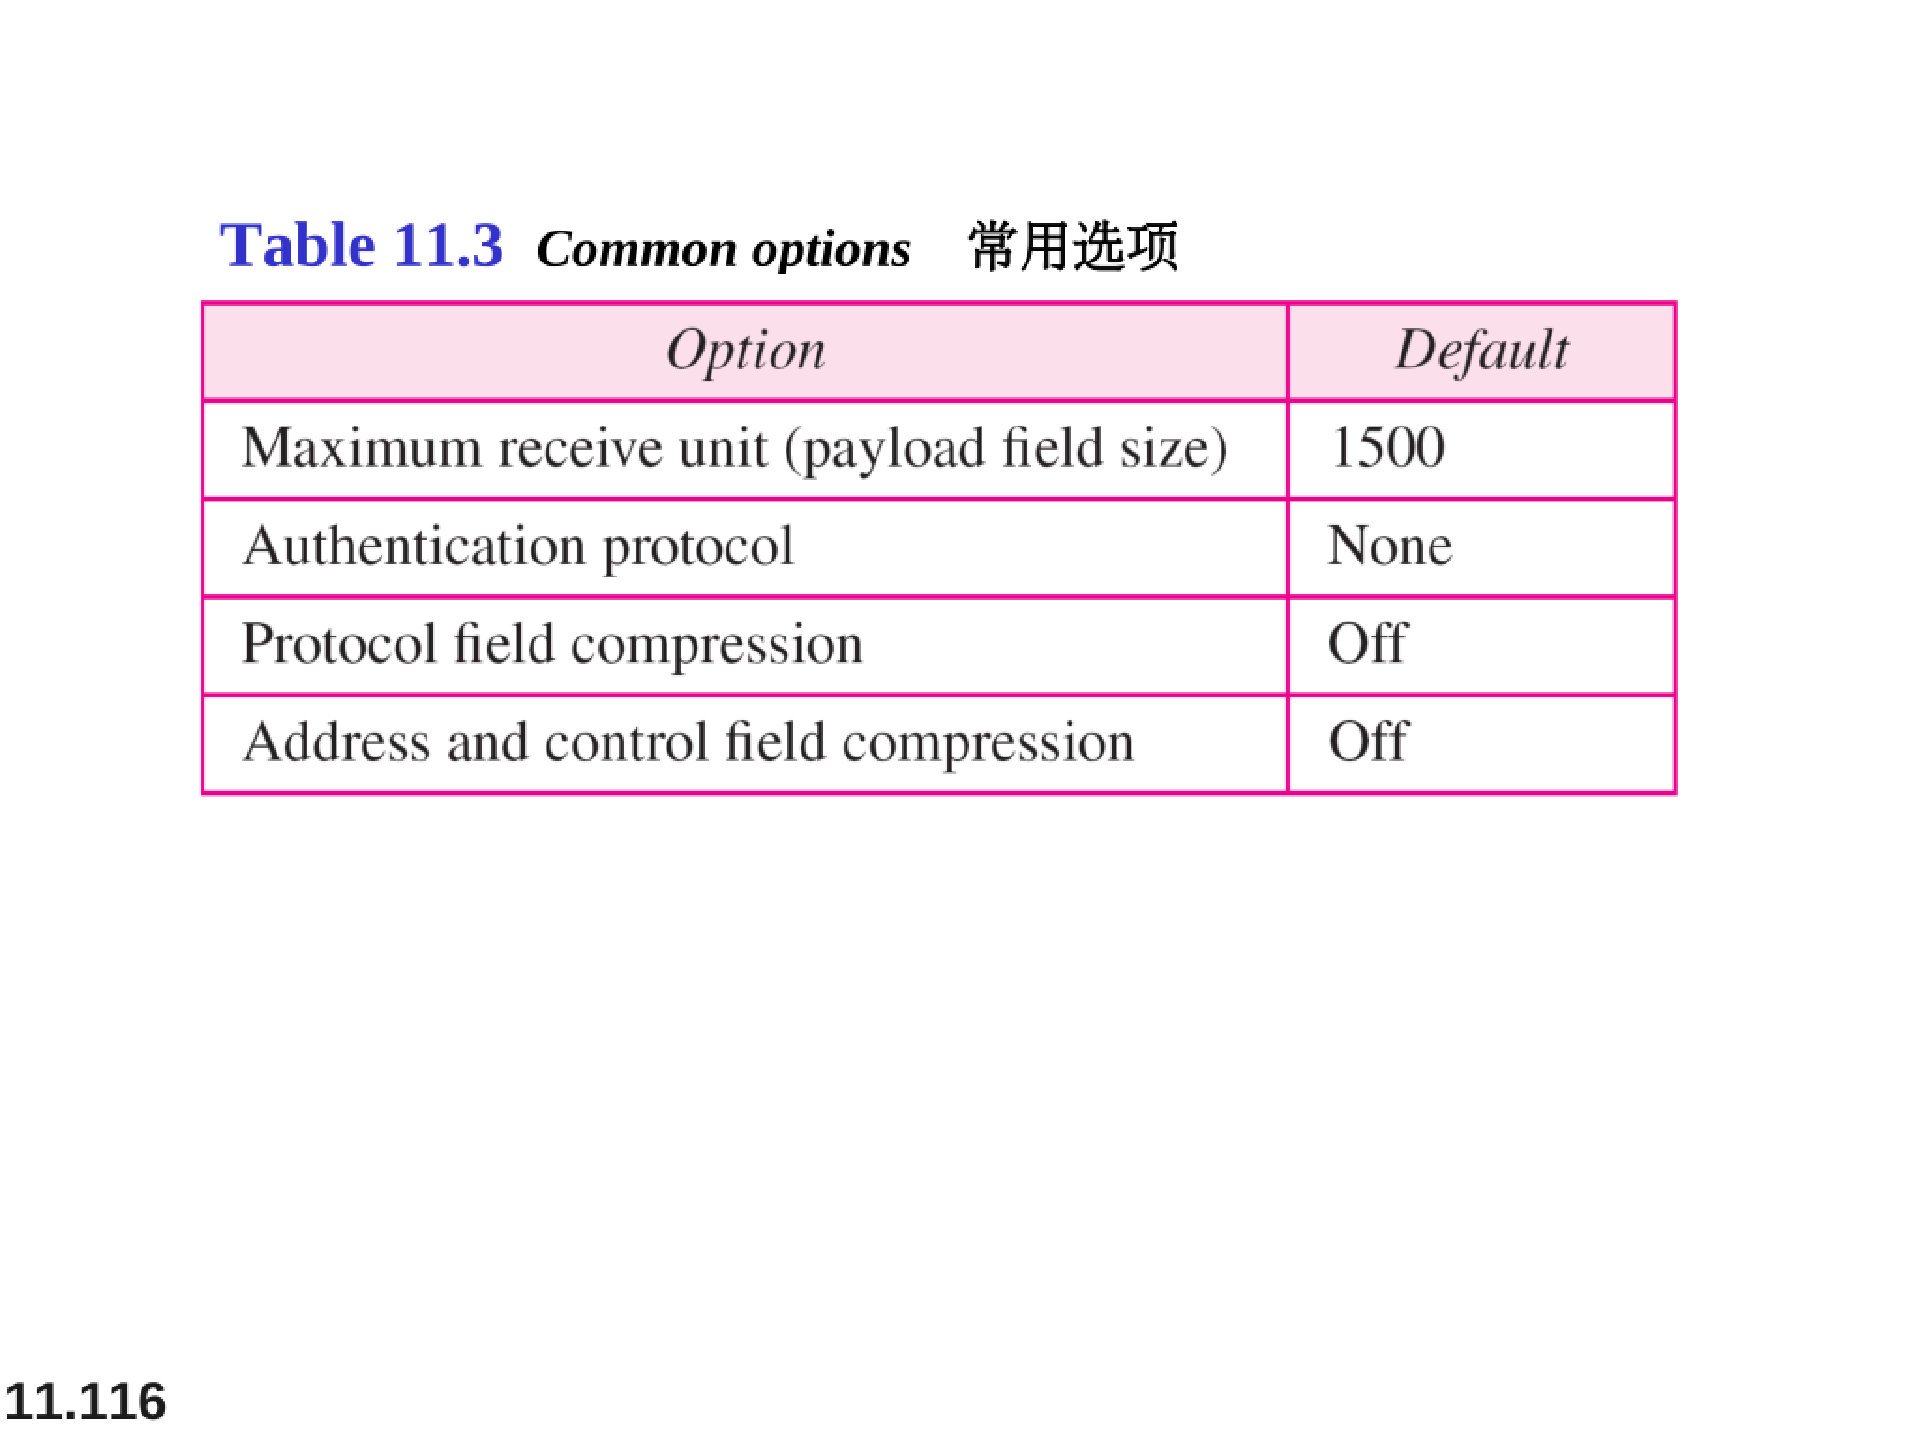 Table 11.3 Common options 常用选项
Option Default
Maximum receive unit (payload field size) 1500
Authentication protocol None
Protocol field compression Off
Address and control field compression Off
11.116